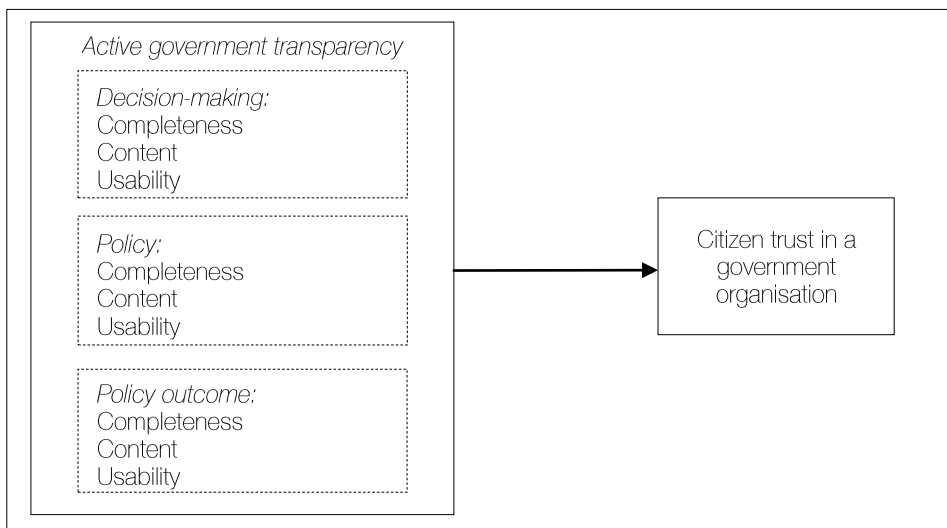 Active government transparency
Decision-making:
Completeness
Content
Usability
Policy:
Completeness
Content
Usability
Policy outcome:
Completeness
Content
Usability
Citizen trust in a
government
organisation